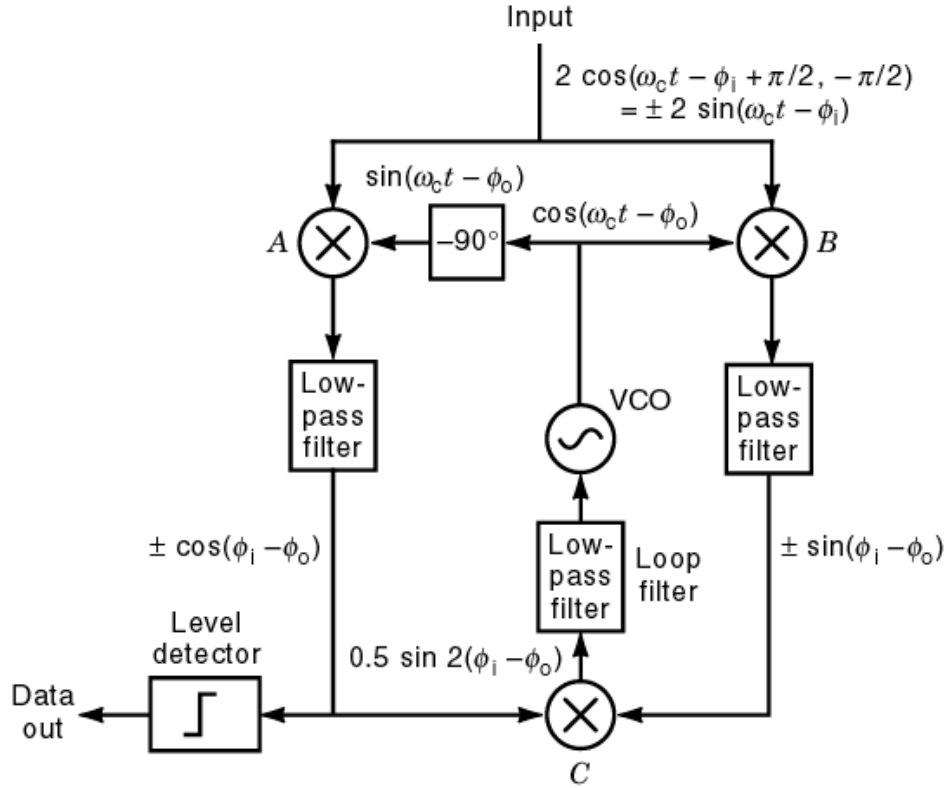 Input
2 cos(ω_c t − ϕ_i + π/2, −π/2)
= ± 2 sin(ω_c t − ϕ_i)
sin(ω_c t − ϕ_o)
cos(ω_c t − ϕ_o)
A
−90°
B
Low-
pass
filter
VCO
Low-
pass
filter
± cos(ϕ_i − ϕ_o)
Low-
pass
filter
Loop
filter
± sin(ϕ_i − ϕ_o)
Level
detector
0.5 sin 2(ϕ_i − ϕ_o)
Data
out
C